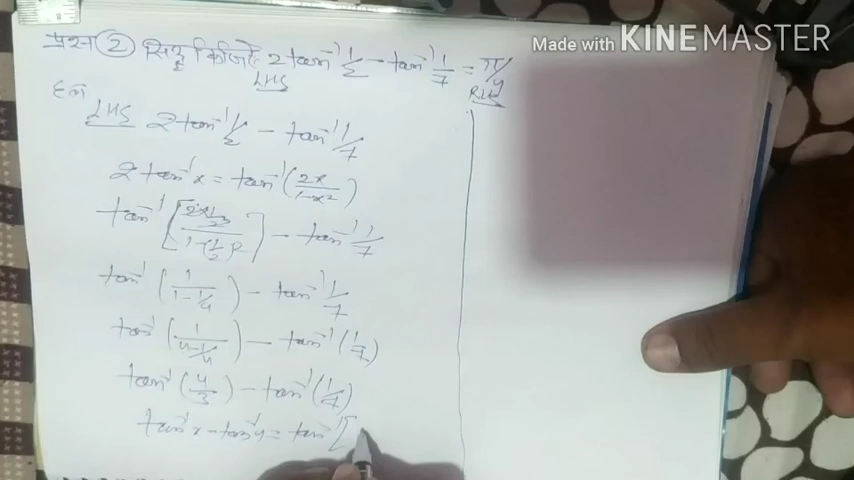 प्रश्न (2) सिद्ध किजिए 2 tan⁻¹ 1/2 - tan⁻¹ 1/7 = π/4
LHS RHS
हल
LHS 2 tan⁻¹ 1/2 - tan⁻¹ 1/7
2 tan⁻¹ x = tan⁻¹ (2x/1-x²)
tan⁻¹ [2×1/2 / 1-(1/2)²] - tan⁻¹ 1/7
tan⁻¹ (1/1-1/4) - tan⁻¹ 1/7
tan⁻¹ (1/4-1/4) - tan⁻¹ (1/7)
tan⁻¹ (4/3) - tan⁻¹ (1/7)
tan⁻¹ x - tan⁻¹ y = tan⁻¹ [
Made with KINEMASTER